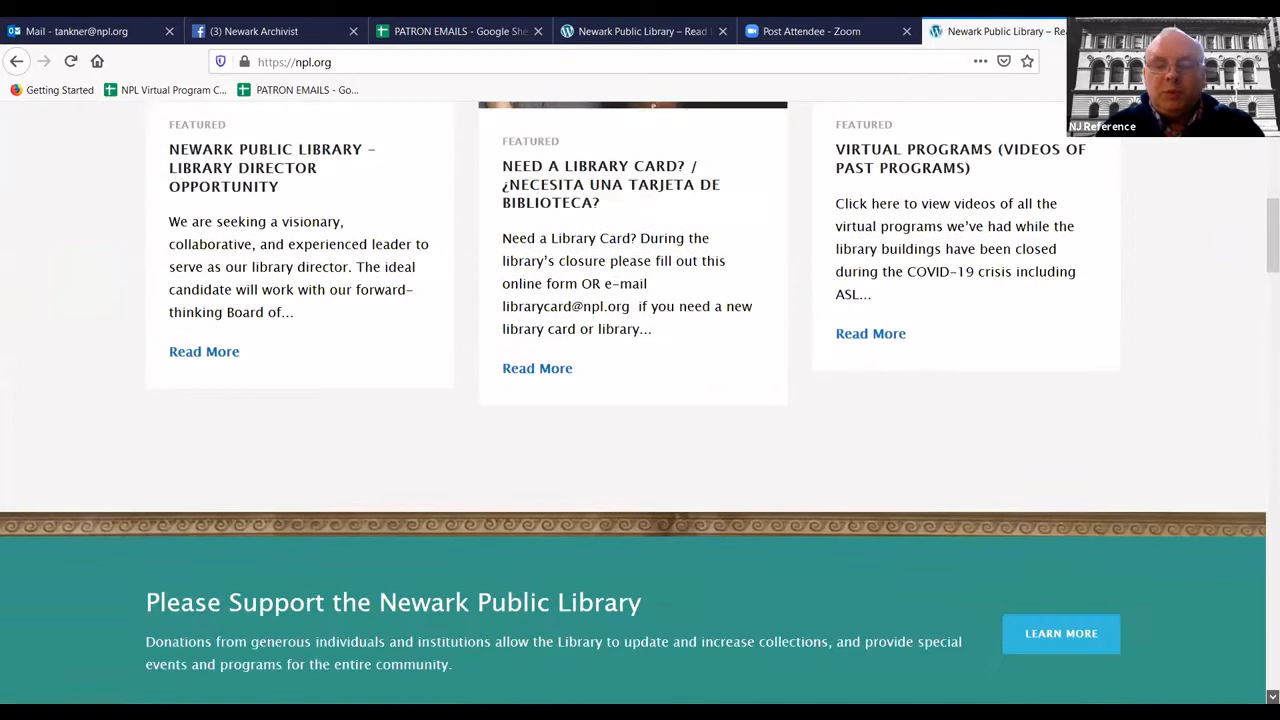 Mail - tankner@npl.org
(3) Newark Archivist
PATRON EMAILS - Google She
Newark Public Library – Read
Post Attendee - Zoom
Newark Public Library – Re
https://npl.org
Getting Started
NPL Virtual Program C...
PATRON EMAILS - Go...
NJ Reference
FEATURED
NEWARK PUBLIC LIBRARY –
LIBRARY DIRECTOR
OPPORTUNITY
We are seeking a visionary,
collaborative, and experienced leader to
serve as our library director. The ideal
candidate will work with our forward-
thinking Board of...
Read More
FEATURED
NEED A LIBRARY CARD? /
¿NECESITA UNA TARJETA DE
BIBLIOTECA?
Need a Library Card? During the
library’s closure please fill out this
online form OR e-mail
librarycard@npl.org if you need a new
library card or library...
Read More
FEATURED
VIRTUAL PROGRAMS (VIDEOS OF
PAST PROGRAMS)
Click here to view videos of all the
virtual programs we’ve had while the
library buildings have been closed
during the COVID-19 crisis including
ASL...
Read More
Please Support the Newark Public Library
Donations from generous individuals and institutions allow the Library to update and increase collections, and provide special
events and programs for the entire community.
LEARN MORE